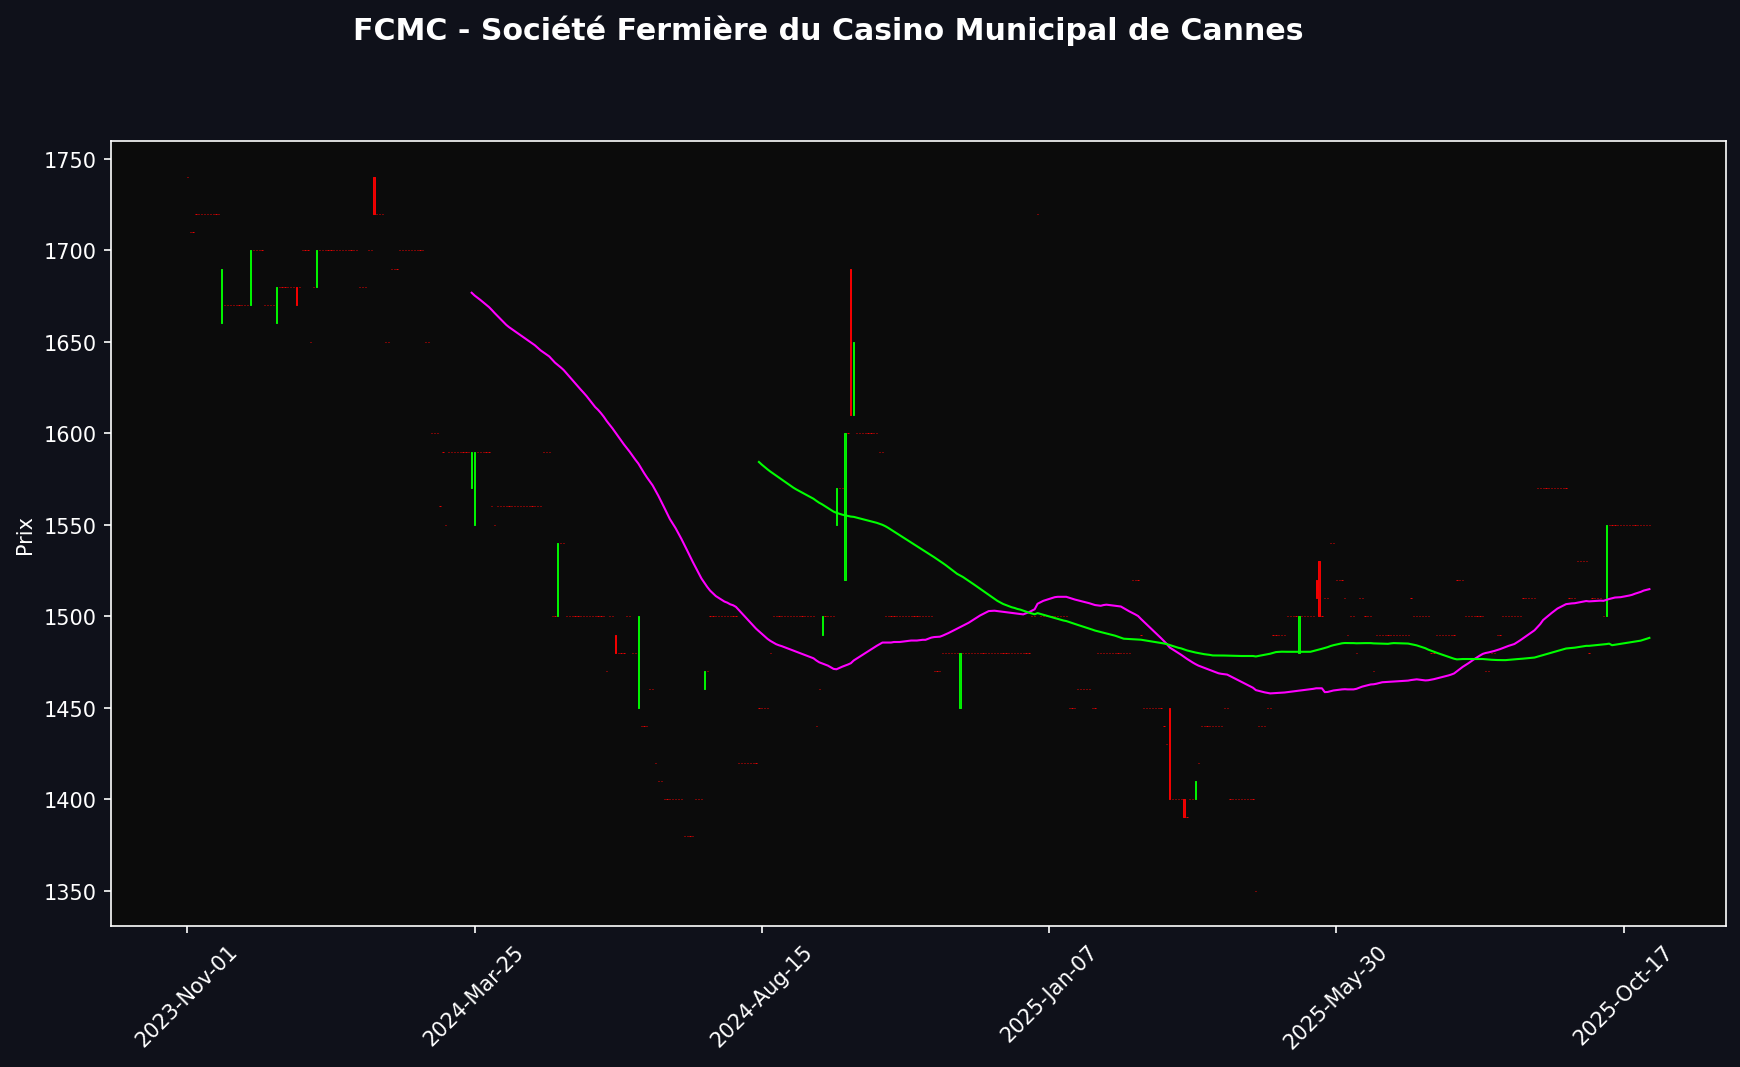 FCMC - Société Fermière du Casino Municipal de Cannes
Prix
1750
1700
1650
1600
1550
1500
1450
1400
1350
2023-Nov-01
2024-Mar-25
2024-Aug-15
2025-Jan-07
2025-May-30
2025-Oct-17